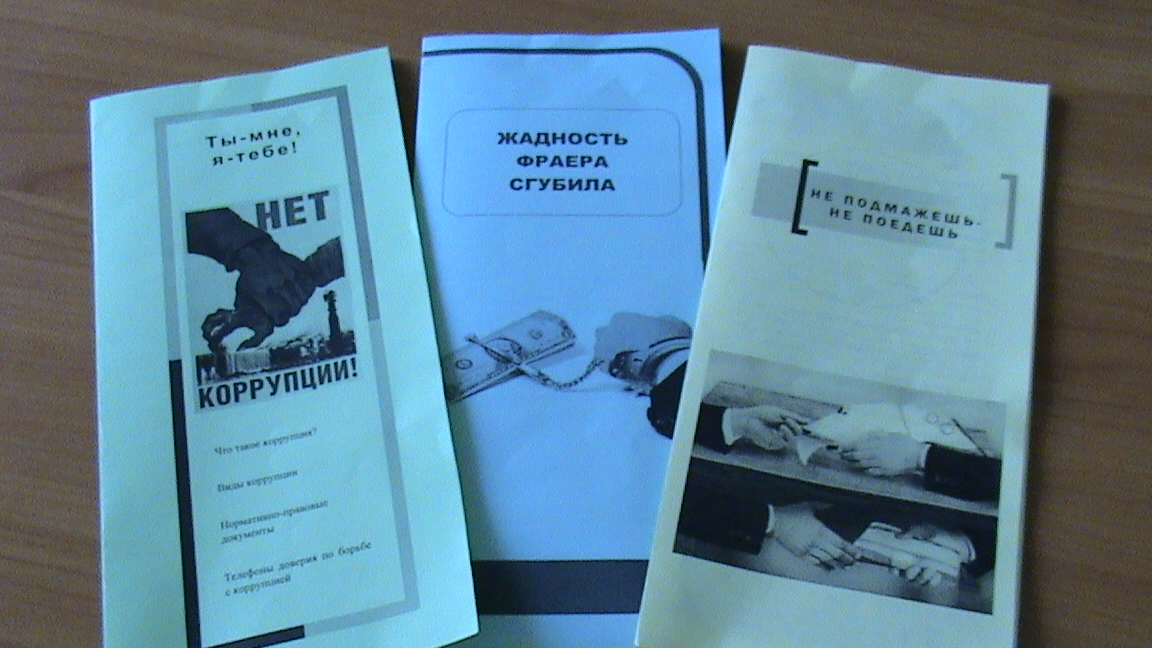 Ты-мне,
я-тебе!
НЕТ
КОРРУПЦИИ!
Что такое коррупция?
Виды коррупции
Нормативно-правовые
документы
Телефоны доверия по борьбе
с коррупцией
ЖАДНОСТЬ
ФРАЕРА
СГУБИЛА
НЕ ПОДМАЖЕШЬ-
НЕ ПОЕДЕШЬ